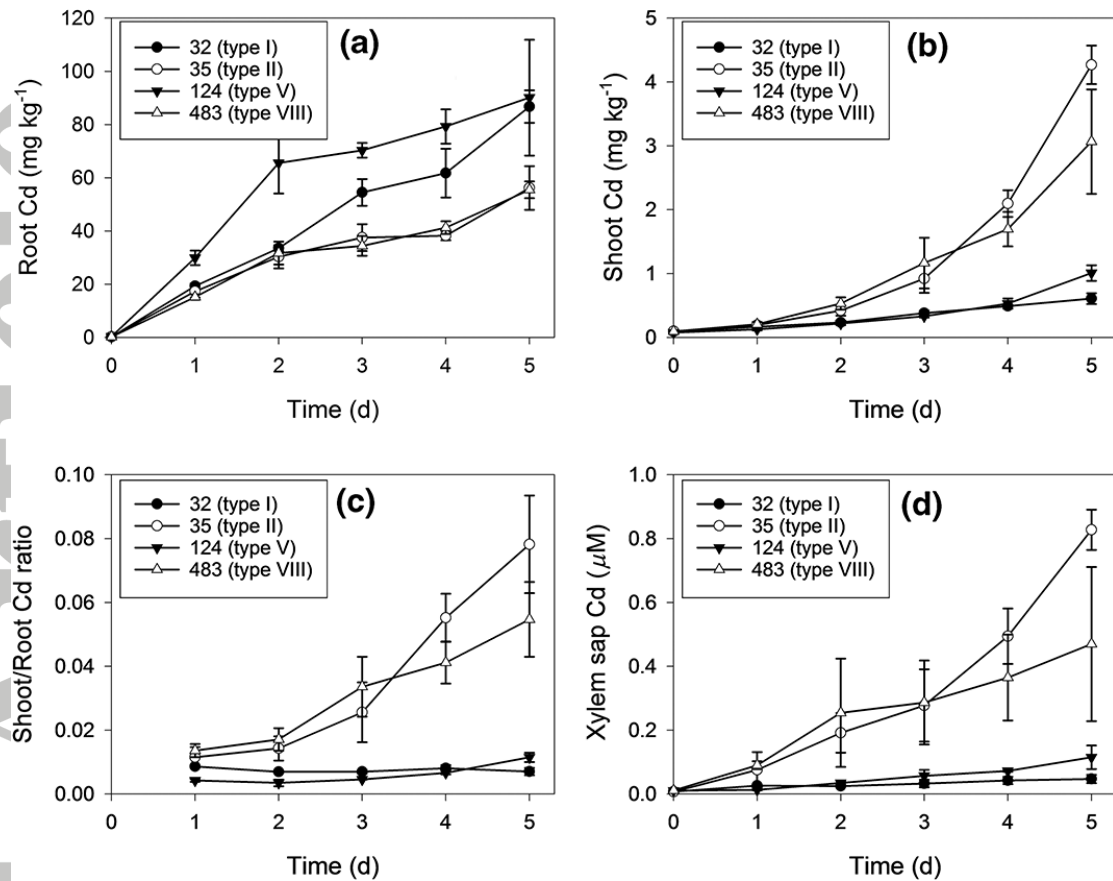 120
100
80
60
40
20
0
Root Cd (mg kg-1)
32 (type I)
35 (type II)
124 (type V)
483 (type VIII)
(a)
0 1 2 3 4 5
Time (d)
5
4
3
2
1
0
Shoot Cd (mg kg-1)
32 (type I)
35 (type II)
124 (type V)
483 (type VIII)
(b)
0 1 2 3 4 5
Time (d)
0.10
0.08
0.06
0.04
0.02
0.00
Shoot/Root Cd ratio
32 (type I)
35 (type II)
124 (type V)
483 (type VIII)
(c)
0 1 2 3 4 5
Time (d)
1.0
0.8
0.6
0.4
0.2
0.0
Xylem sap Cd (μM)
32 (type I)
35 (type II)
124 (type V)
483 (type VIII)
(d)
0 1 2 3 4 5
Time (d)